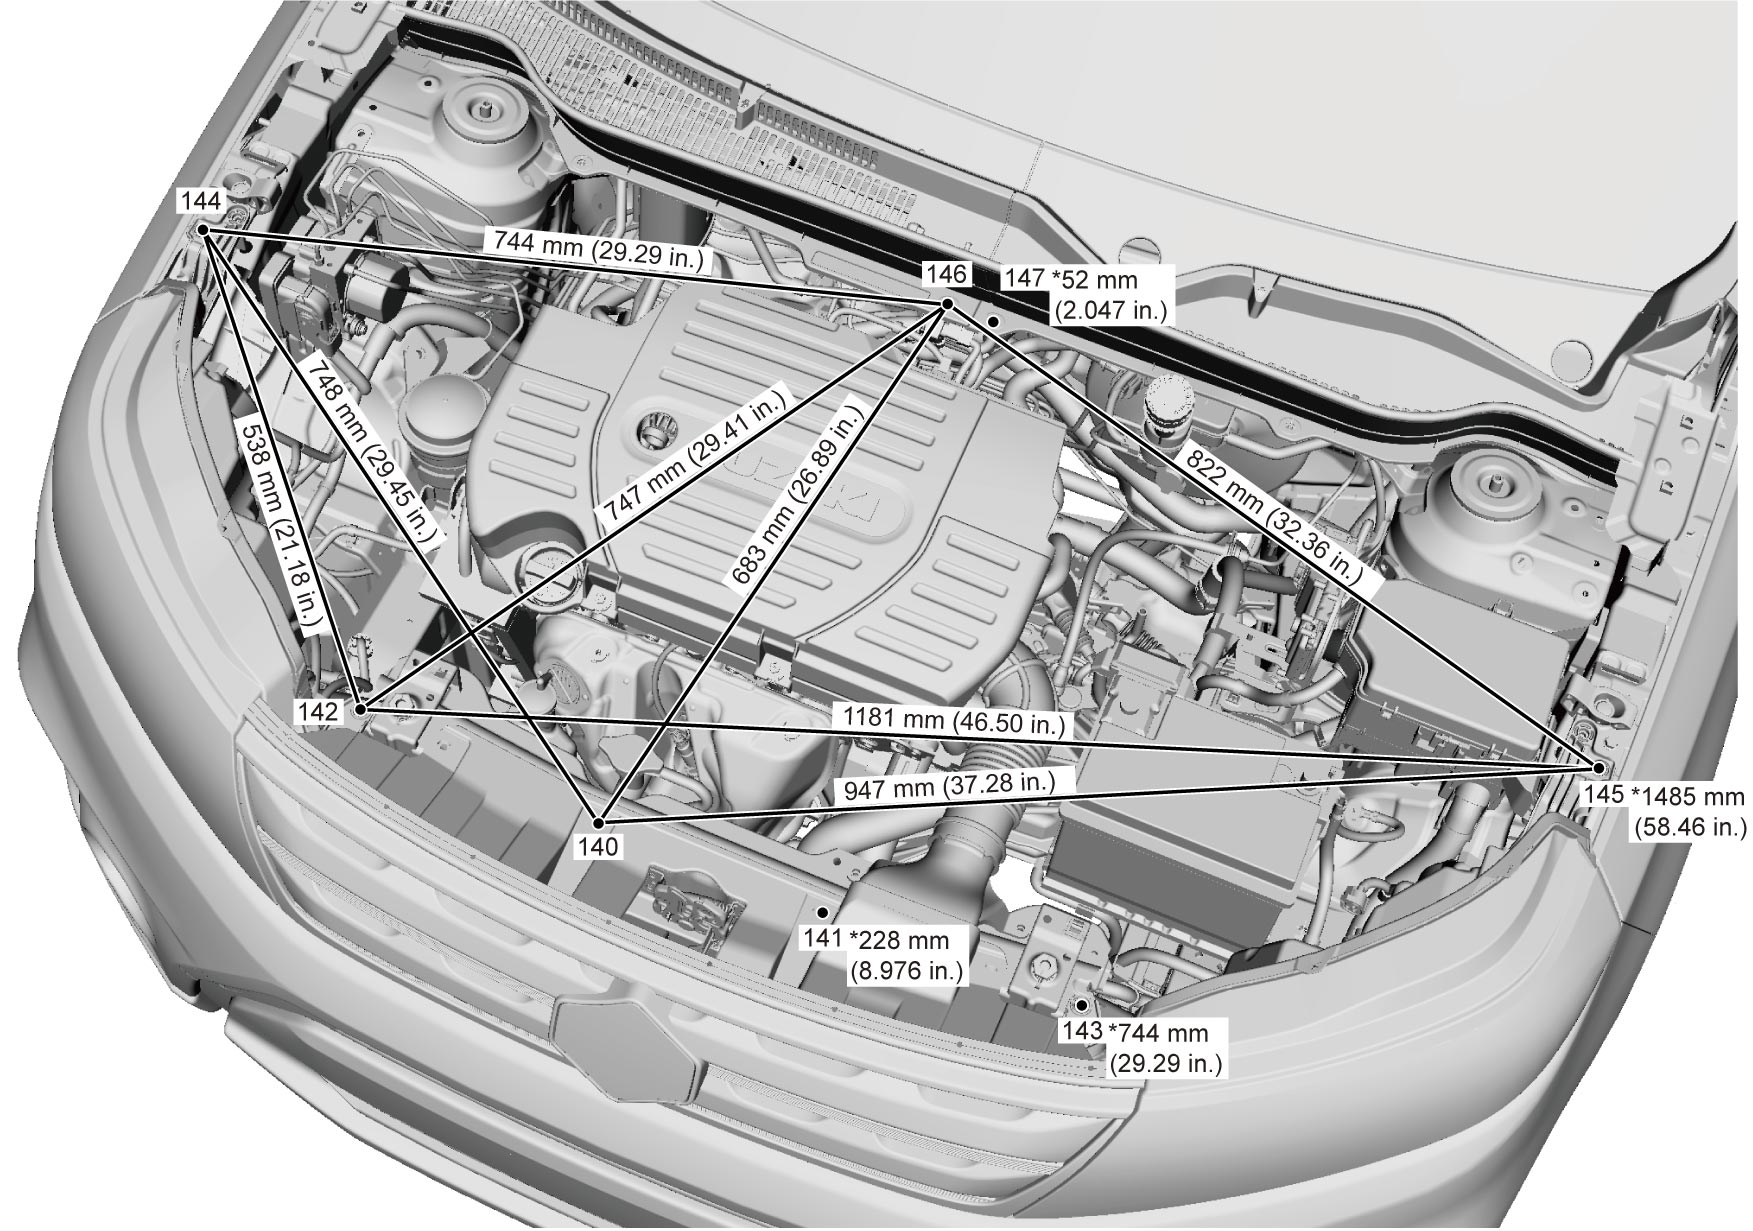 144
744 mm (29.29 in.)
146
147 *52 mm
(2.047 in.)
748 mm (29.45 in.)
538 mm (21.18 in.)
747 mm (29.41 in.)
683 mm (26.89 in.)
822 mm (32.36 in.)
UZUKI
142
1181 mm (46.50 in.)
947 mm (37.28 in.)
145 *1485 mm
(58.46 in.)
140
141 *228 mm
(8.976 in.)
143 *744 mm
(29.29 in.)